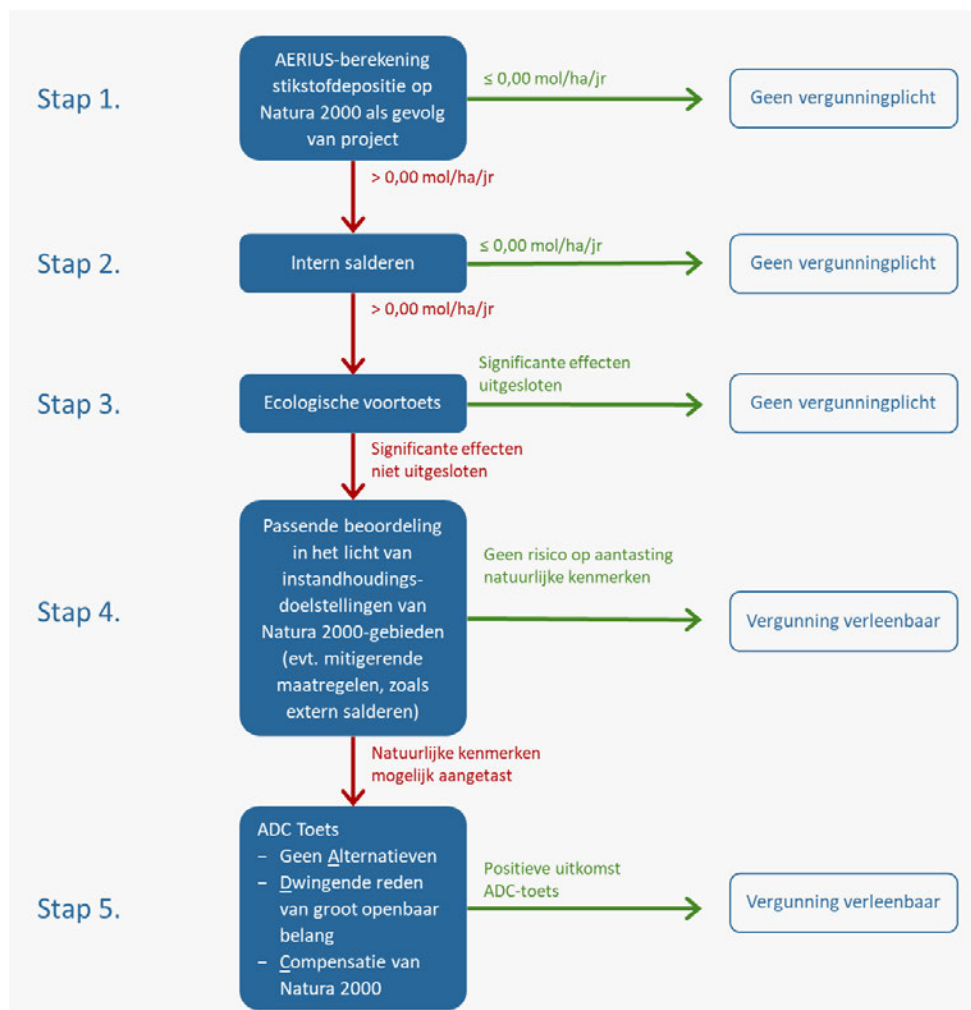 Stap 1.
AERIUS-berekening
stikstofdepositie op
Natura 2000 als gevolg
van project
≤ 0,00 mol/ha/jr
Geen vergunningplicht
> 0,00 mol/ha/jr
Stap 2.
Intern salderen
≤ 0,00 mol/ha/jr
Geen vergunningplicht
> 0,00 mol/ha/jr
Stap 3.
Ecologische voortoets
Significante effecten
uitgesloten
Geen vergunningplicht
Significante effecten
niet uitgesloten
Stap 4.
Passende beoordeling
in het licht van
instandhoudings-
doelstellingen van
Natura 2000-gebieden
(evt. mitigerende
maatregelen, zoals
extern salderen)
Geen risico op aantasting
natuurlijke kenmerken
Vergunning verleenbaar
Natuurlijke kenmerken
mogelijk aangetast
Stap 5.
ADC Toets
– Geen Alternatieven
– Dwingende reden
van groot openbaar
belang
– Compensatie van
Natura 2000
Positieve uitkomst
ADC-toets
Vergunning verleenbaar